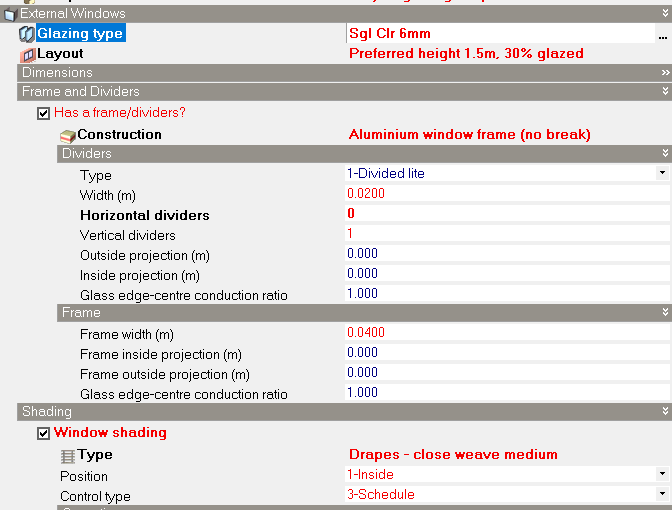 External Windows
Glazing type Sgl Clr 6mm ...
Layout Preferred height 1.5m, 30% glazed
Dimensions
Frame and Dividers
Has a frame/dividers?
Construction Aluminium window frame (no break)
Dividers
Type 1-Divided lite
Width (m) 0.0200
Horizontal dividers 0
Vertical dividers 1
Outside projection (m) 0.000
Inside projection (m) 0.000
Glass edge-centre conduction ratio 1.000
Frame
Frame width (m) 0.0400
Frame inside projection (m) 0.000
Frame outside projection (m) 0.000
Glass edge-centre conduction ratio 1.000
Shading
Window shading
Type Drapes - close weave medium
Position 1-Inside
Control type 3-Schedule